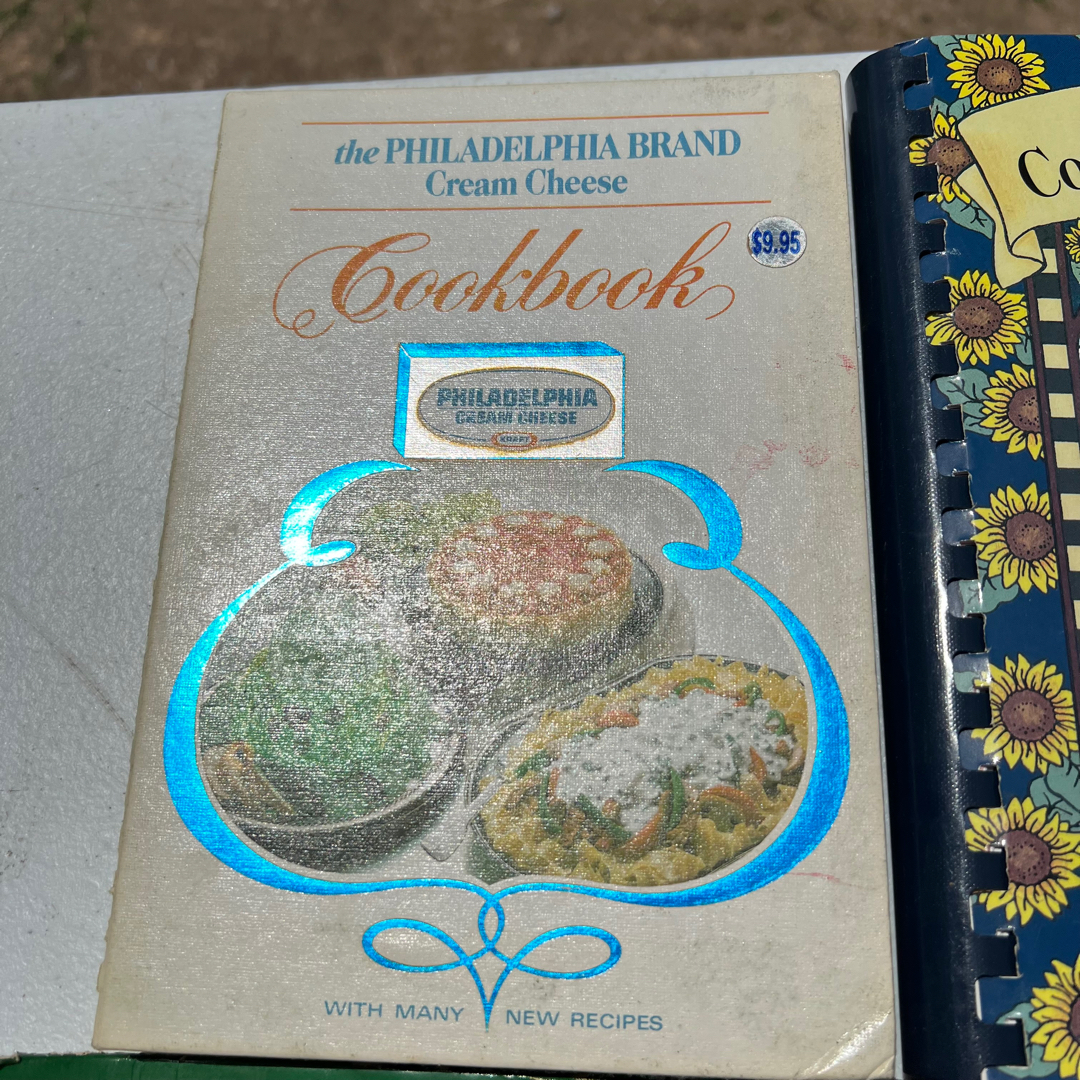 the PHILADELPHIA BRAND
Cream Cheese
Cookbook
$9.95
PHILADELPHIA
CREAM CHEESE
KRAFT
WITH MANY NEW RECIPES
Co